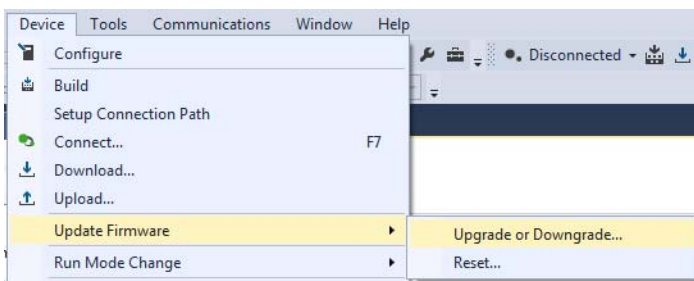 Device Tools Communications Window Help
Configure
Disconnected
Build
Setup Connection Path
Connect... F7
Download...
Upload...
Update Firmware
Upgrade or Downgrade...
Run Mode Change
Reset...